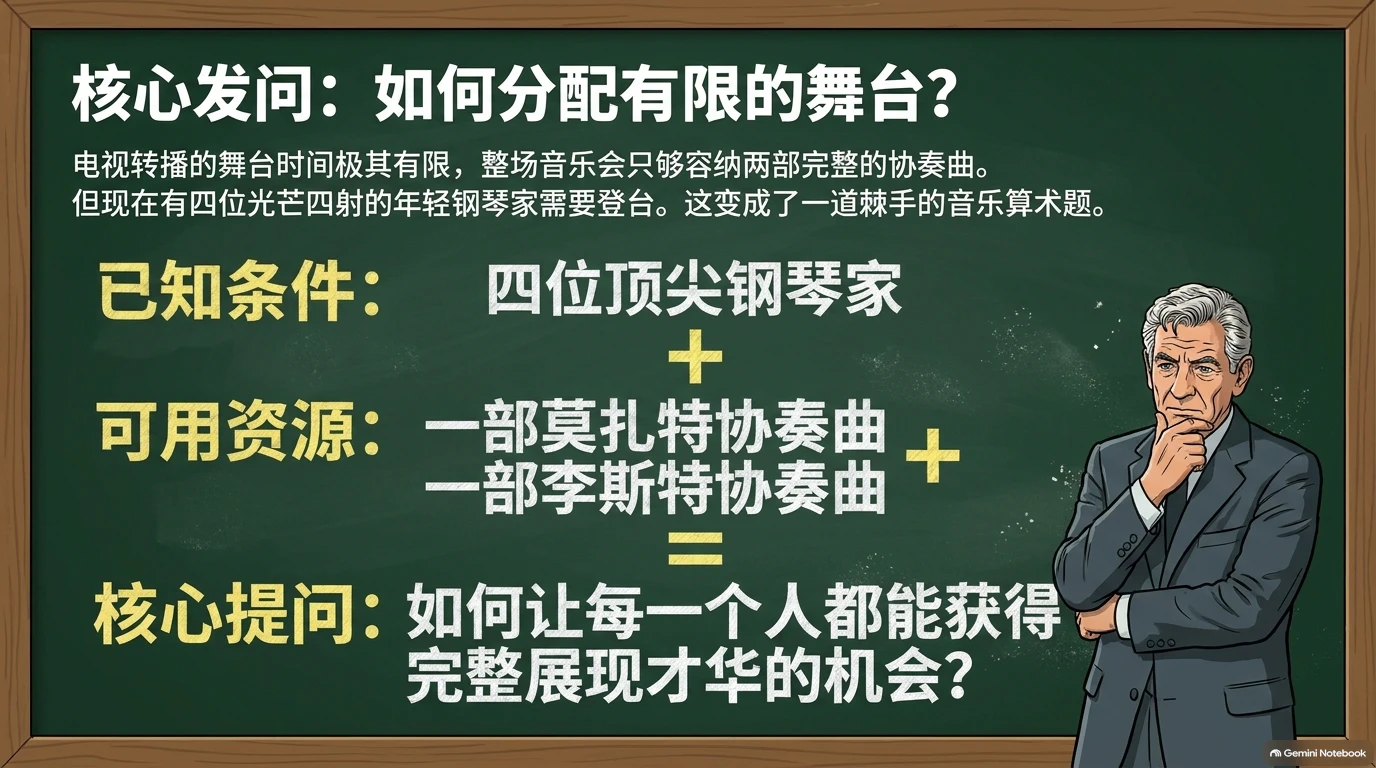 核心发问：如何分配有限的舞台？
电视转播的舞台时间极其有限，整场音乐会只够容纳两部完整的协奏曲。
但现在有四位光芒四射的年轻钢琴家需要登台。这变成了一道棘手的音乐算术题。
已知条件： 四位顶尖钢琴家
+
可用资源： 一部莫扎特协奏曲 +
一部李斯特协奏曲
=
核心提问： 如何让每一个人都能获得
完整展现才华的机会？
Gemini Notebook